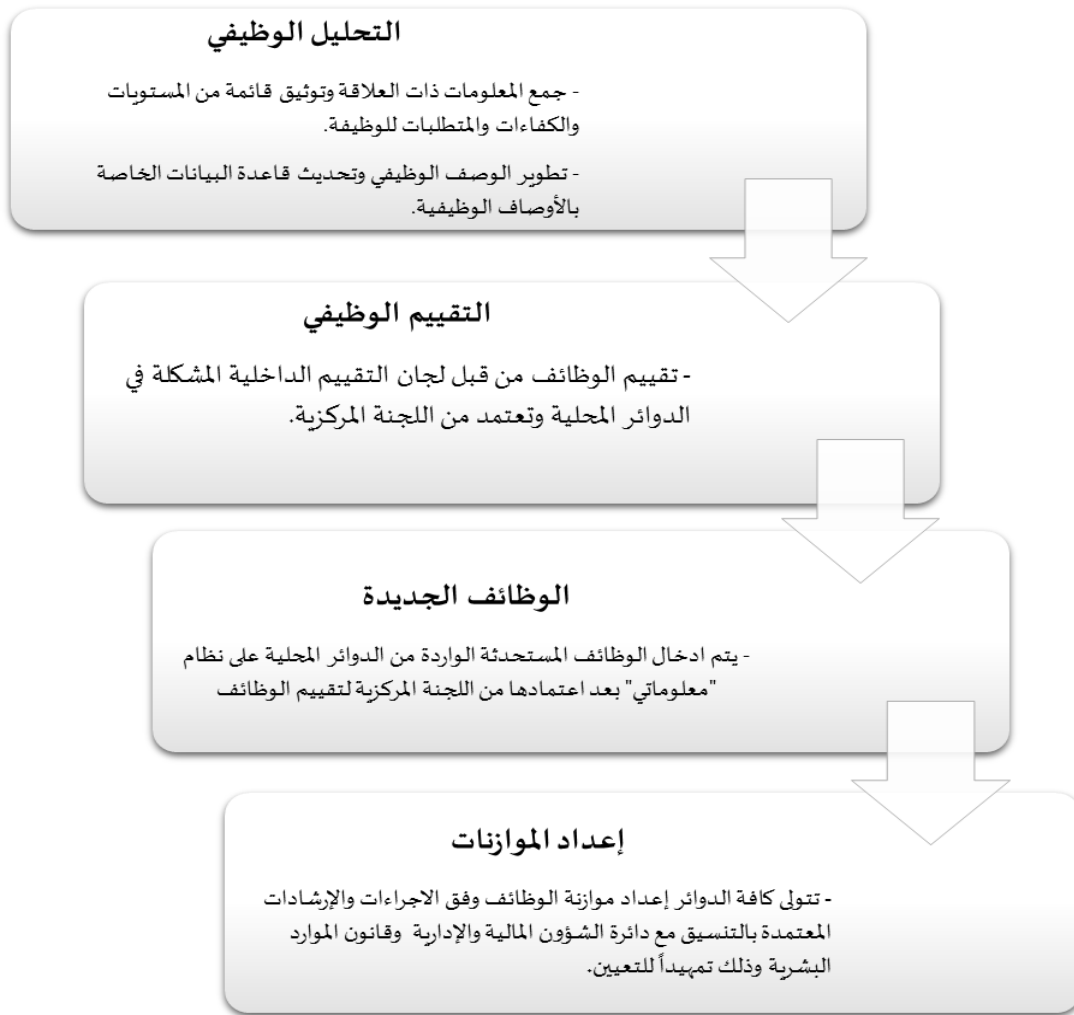 التحليل الوظيفي
- جمع المعلومات ذات العلاقة وتوثيق قائمة من المستويات
والكفاءات والمتطلبات للوظيفة.
- تطوير الوصف الوظيفي وتحديث قاعدة البيانات الخاصة
بالأوصاف الوظيفية.
التقييم الوظيفي
- تقييم الوظائف من قبل لجان التقييم الداخلية المشكلة في
الدوائر المحلية وتعتمد من اللجنة المركزية.
الوظائف الجديدة
- يتم ادخال الوظائف المستحدثة الواردة من الدوائر المحلية على نظام
"معلوماتي" بعد اعتمادها من اللجنة المركزية لتقييم الوظائف
إعداد الموازنات
- تتولى كافة الدوائر إعداد موازنة الوظائف وفق الاجراءات والإرشادات
المعتمدة بالتنسيق مع دائرة الشؤون المالية والإدارية وقانون الموارد
البشرية وذلك تمهيداً للتعيين.